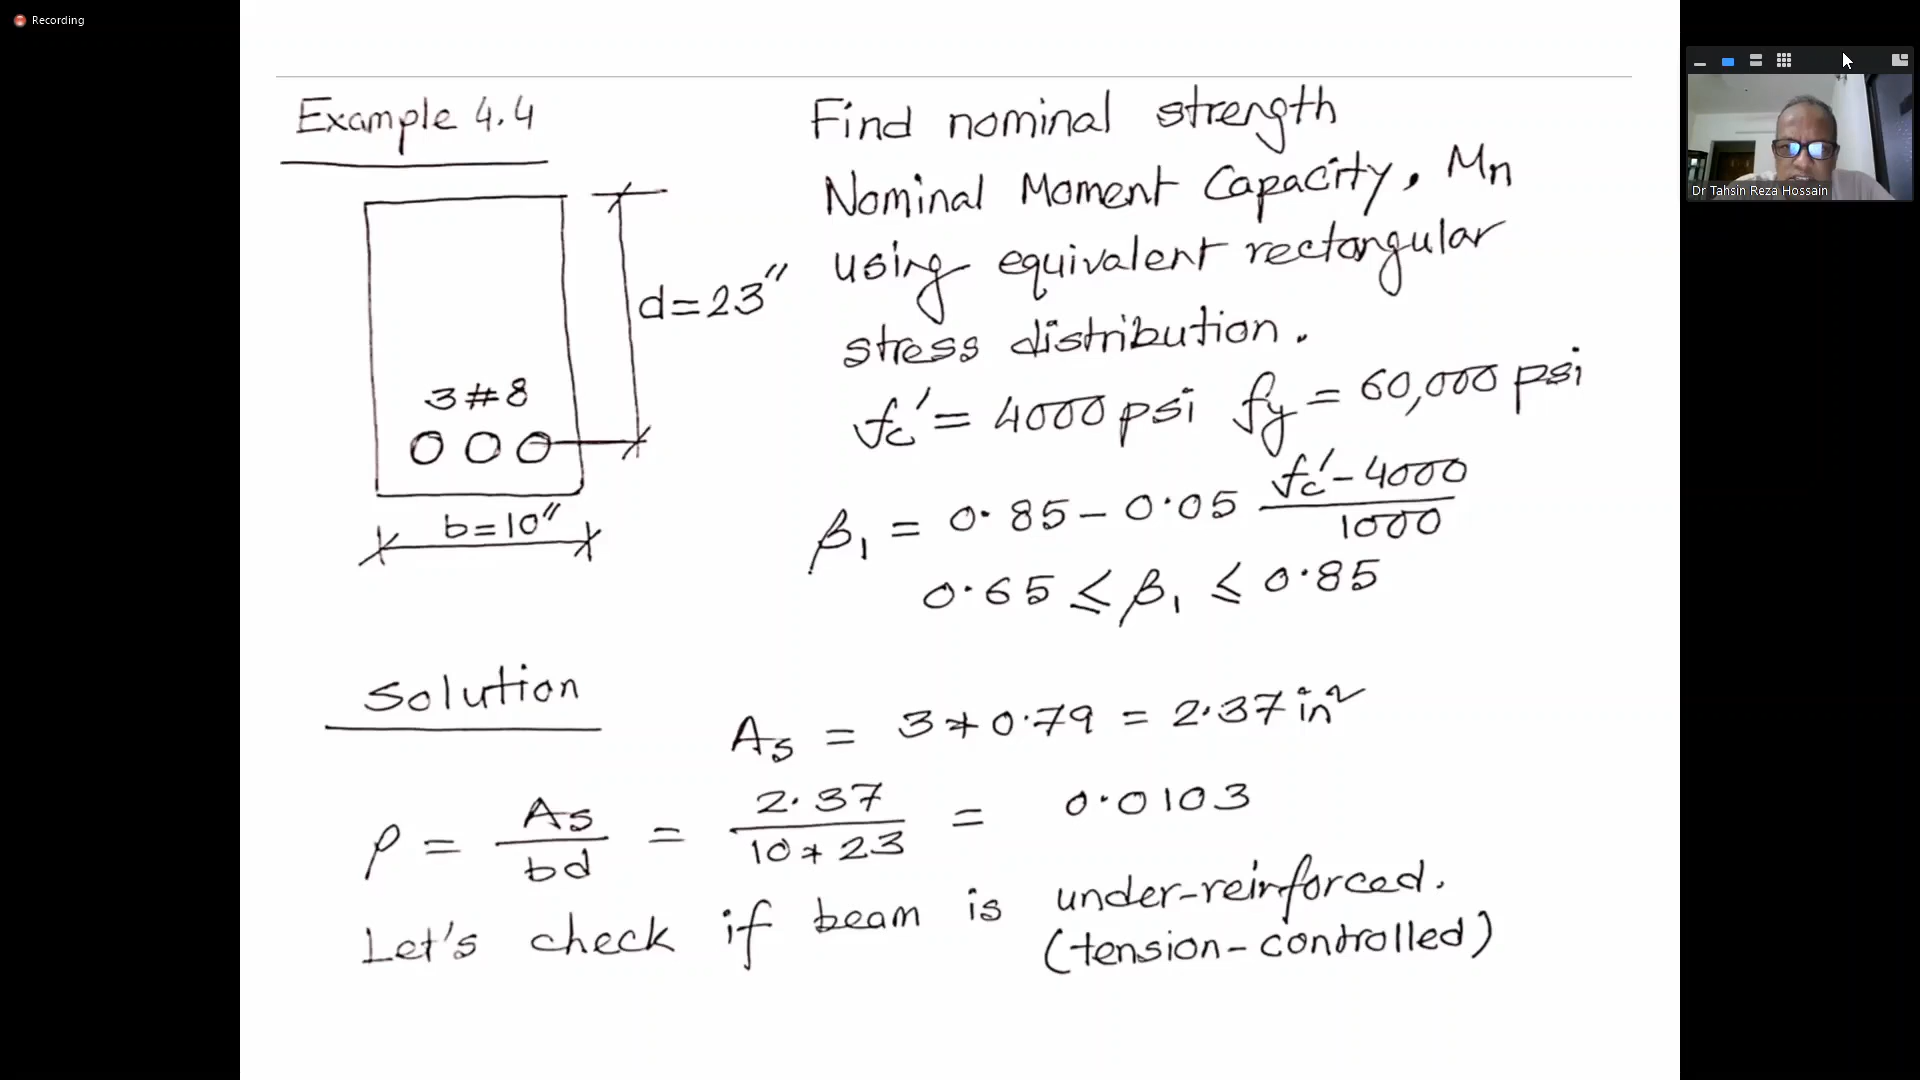 Recording
Example 4.4
Find nominal strength
Nominal Moment Capacity, Mn
using equivalent rectangular
stress distribution.
d=23"
3#8
b=10"
fc' = 4000 psi fy = 60,000 psi
β1 = 0.85 - 0.05 (fc' - 4000)/1000
0.65 ≤ β1 ≤ 0.85
Solution
As = 3*0.79 = 2.37 in²
ρ = As/bd = 2.37/10*23 = 0.0103
Let's check if beam is under-reinforced.
(tension-controlled)
Dr Tahsin Reza Hossain